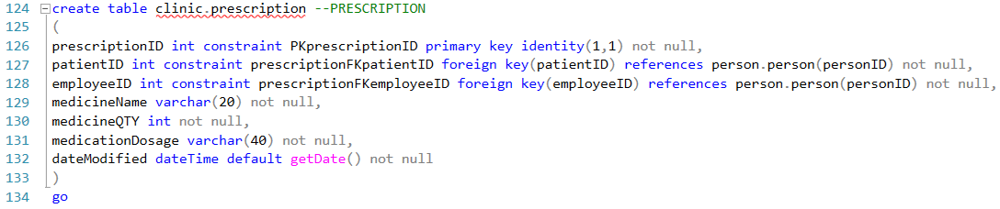 124 create table clinic.prescription --PRESCRIPTION
125 (
126 prescriptionID int constraint PKprescriptionID primary key identity(1,1) not null,
127 patientID int constraint prescriptionFKpatientID foreign key(patientID) references person.person(personID) not null,
128 employeeID int constraint prescriptionFKemployeeID foreign key(employeeID) references person.person(personID) not null,
129 medicineName varchar(20) not null,
130 medicineQTY int not null,
131 medicationDosage varchar(40) not null,
132 dateModified dateTime default getDate() not null
133 )
134 go